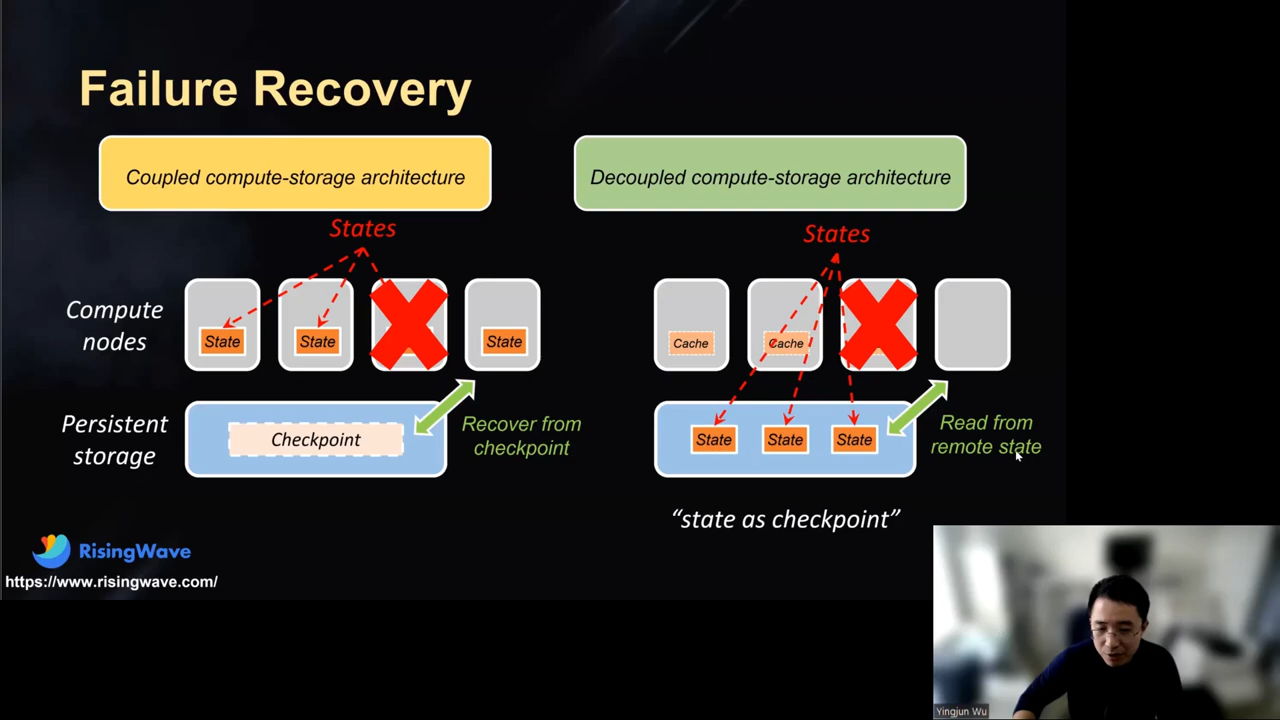 Failure Recovery
Coupled compute-storage architecture
Decoupled compute-storage architecture
States
States
Compute
nodes
State
State
State
Cache
Cache
Persistent
storage
Checkpoint
Recover from
checkpoint
State
State
State
Read from
remote state
“state as checkpoint”
RisingWave
https://www.risingwave.com/
Yingjun Wu